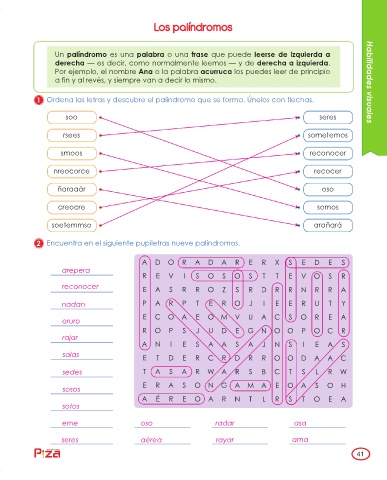 Los palíndromos
Un palíndromo es una palabra o una frase que puede leerse de izquierda a
derecha — es decir, como normalmente leemos — y de derecha a izquierda.
Por ejemplo, el nombre Ana o la palabra acurruca los puedes leer de principio
a fin y al revés, y siempre van a decir lo mismo.
Habilidades visuales
1 Ordena las letras y descubre el palíndromo que se forma. Únelos con flechas.
soo seres
rsees sometemos
smoos reconocer
nreocorce recocer
ñaraaár oso
creocre somos
soetemmso arañará
2 Encuentra en el siguiente pupiletras nueve palíndromos.
arepera
reconocer
nadan
oruro
rajar
salas
sedes
sosos
solos
A D O R A D A R E R X S E D E S
R E V I S O S O S T T E V O S R
E A S R R O Z S R D R R N R R A
P A R P T E R O J I E E R U T Y
E C O A E O M V U A C S O R E A
R O P S J U D E G N O O P O C R
A N I E S A A S A J N S I E A S
E T D E R C R D R R O O D A A C
T A S A R W A R S B C T S L R W
E R A S O N G A M A E O A S O H
A É R E O A R N T L R S T O E A
eme oso radar asa
seres aérea rayar ama
Pizza
41